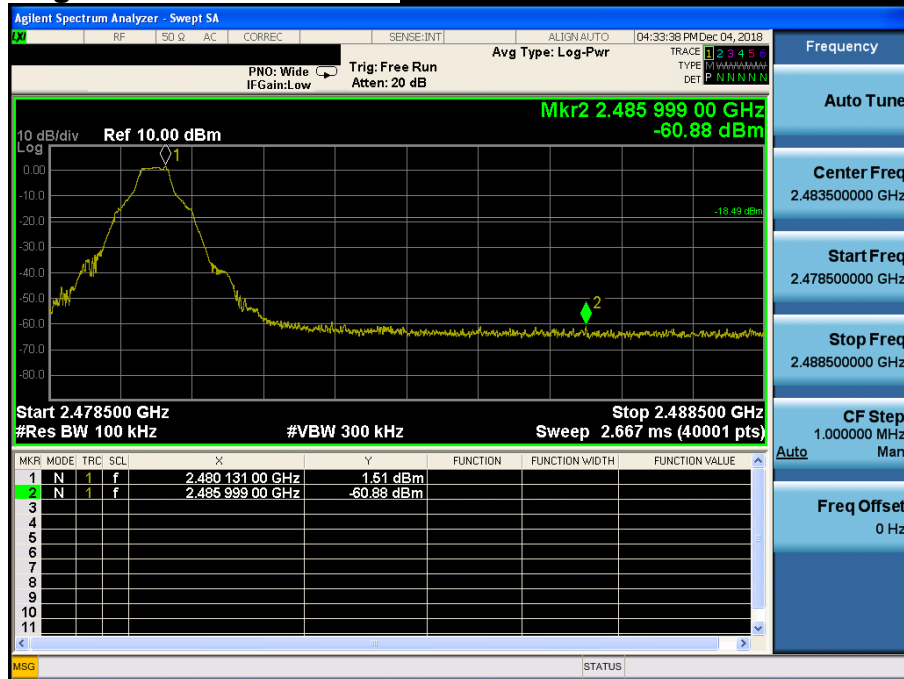 Agilent Spectrum Analyzer - Swept SA
LXI RF 50 Ω AC CORREC SENSE:INT ALIGNAUTO 04:33:38 PM Dec 04, 2018
Avg Type: Log-Pwr TRACE 1 2 3 4 5 6
PNO: Wide Trig: Free Run TYPE M W W W W W
IFGain:Low Atten: 20 dB DET P N N N N N
Mkr2 2.485 999 00 GHz
10 dB/div Ref 10.00 dBm -60.88 dBm
Log
1
0.00
-10.0
-18.49 dBm
-20.0
-30.0
-40.0
-50.0
2
-60.0
-70.0
-80.0
Start 2.478500 GHz Stop 2.488500 GHz
#Res BW 100 kHz #VBW 300 kHz Sweep 2.667 ms (40001 pts)
MKR MODE TRC SCL X Y FUNCTION FUNCTION WIDTH FUNCTION VALUE
1 N 1 f 2.480 131 00 GHz 1.51 dBm
2 N 1 f 2.485 999 00 GHz -60.88 dBm
3
4
5
6
7
8
9
10
11
MSG STATUS
Frequency
Auto Tune
Center Freq
2.483500000 GHz
Start Freq
2.478500000 GHz
Stop Freq
2.488500000 GHz
CF Step
1.000000 MHz
Auto Man
Freq Offset
0 Hz